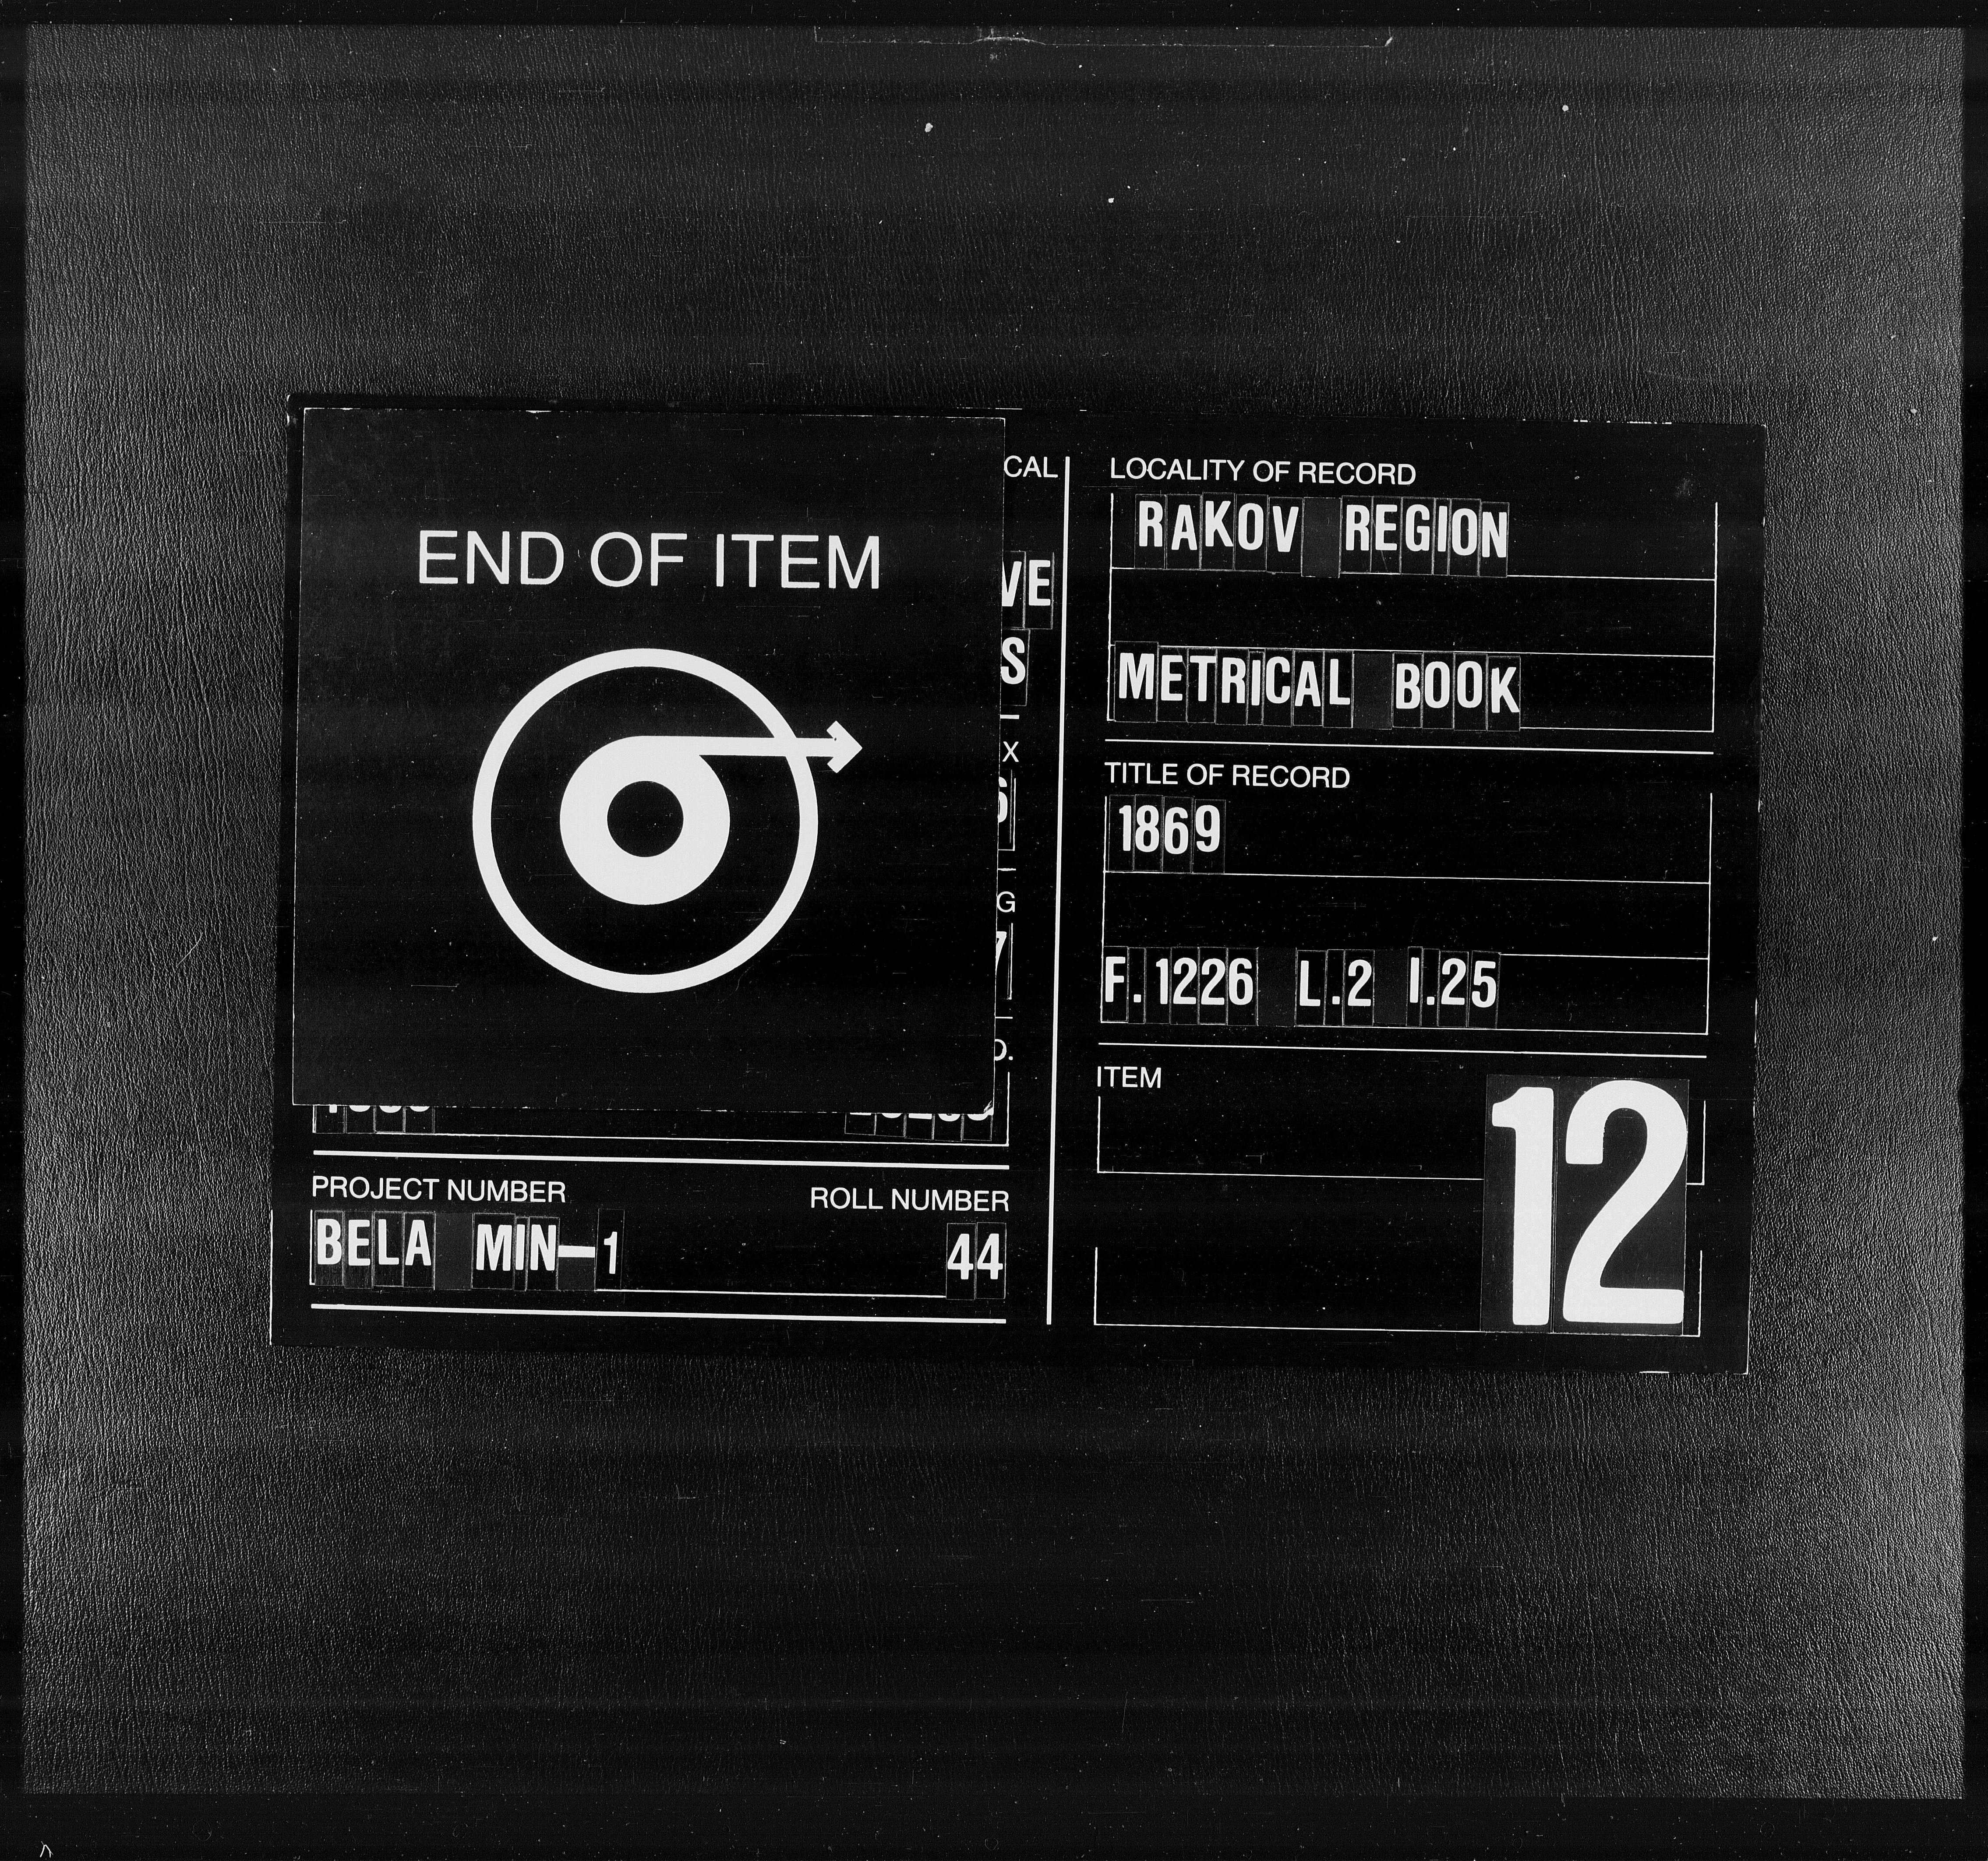 END OF ITEM
PROJECT NUMBER
ROLL NUMBER
BELA MIN-1
44
LOCALITY OF RECORD
RAKOV REGION
METRICAL BOOK
TITLE OF RECORD
1869
F.1226 L.2 I.25
ITEM
12